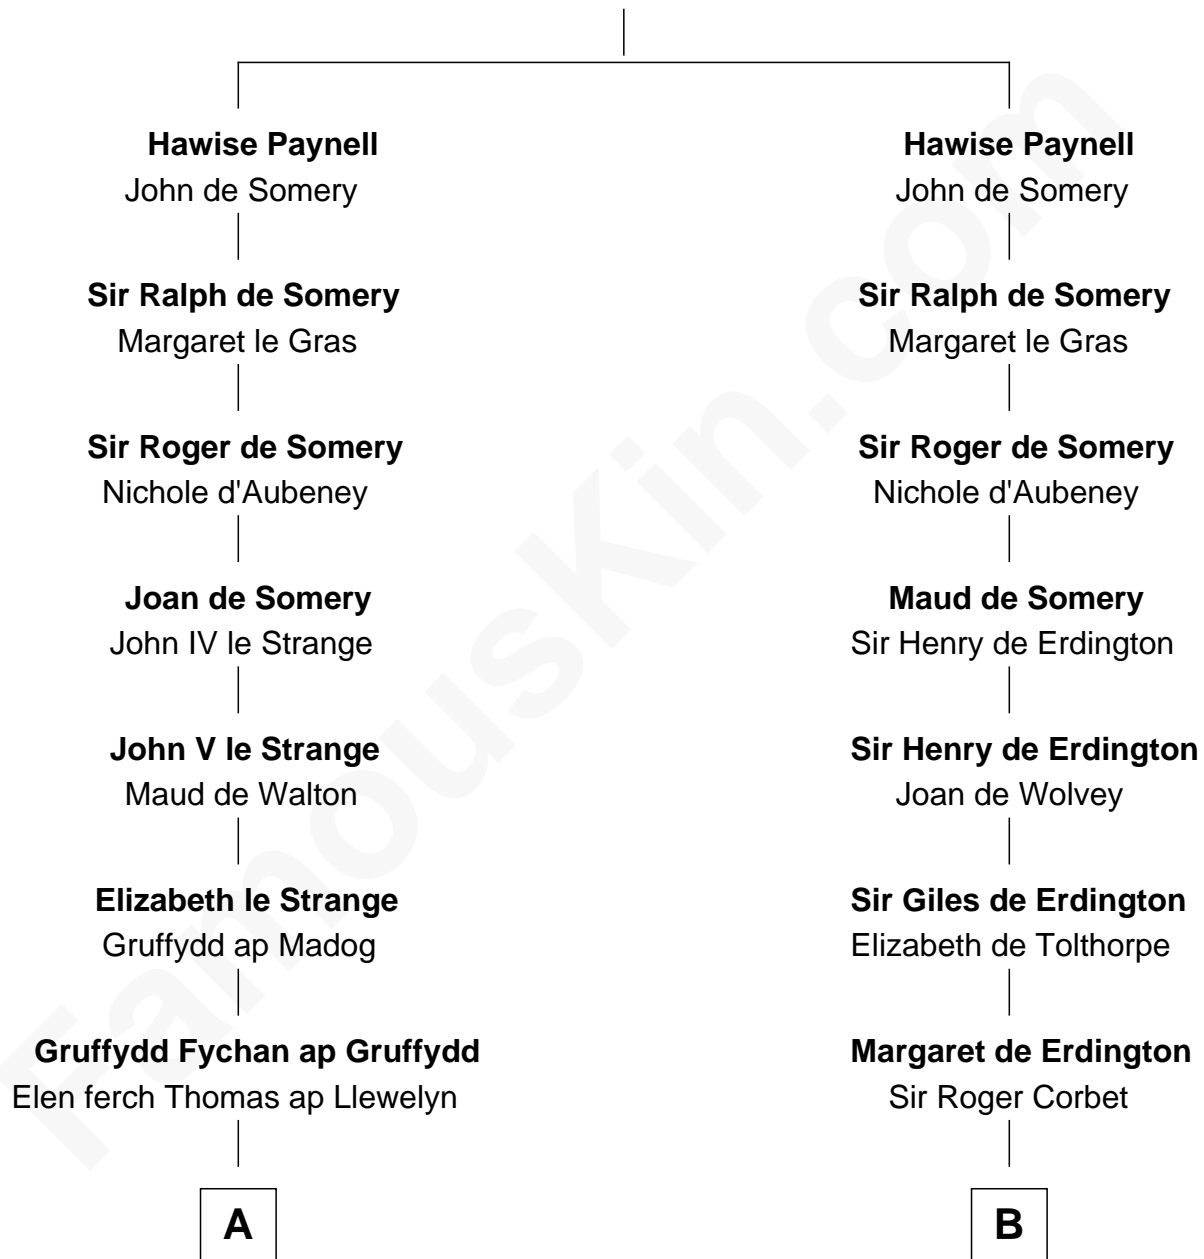 Hawise Paynell
John de Somery
Sir Ralph de Somery
Margaret le Gras
Sir Roger de Somery
Nichole d'Aubeney
Joan de Somery
John IV le Strange
John V le Strange
Maud de Walton
Elizabeth le Strange
Gruffydd ap Madog
Gruffydd Fychan ap Gruffydd
Elen ferch Thomas ap Llewelyn
A
Hawise Paynell
John de Somery
Sir Ralph de Somery
Margaret le Gras
Sir Roger de Somery
Nichole d'Aubeney
Maud de Somery
Sir Henry de Erdington
Sir Henry de Erdington
Joan de Wolvey
Sir Giles de Erdington
Elizabeth de Tolthorpe
Margaret de Erdington
Sir Roger Corbet
B
FamousKin.com